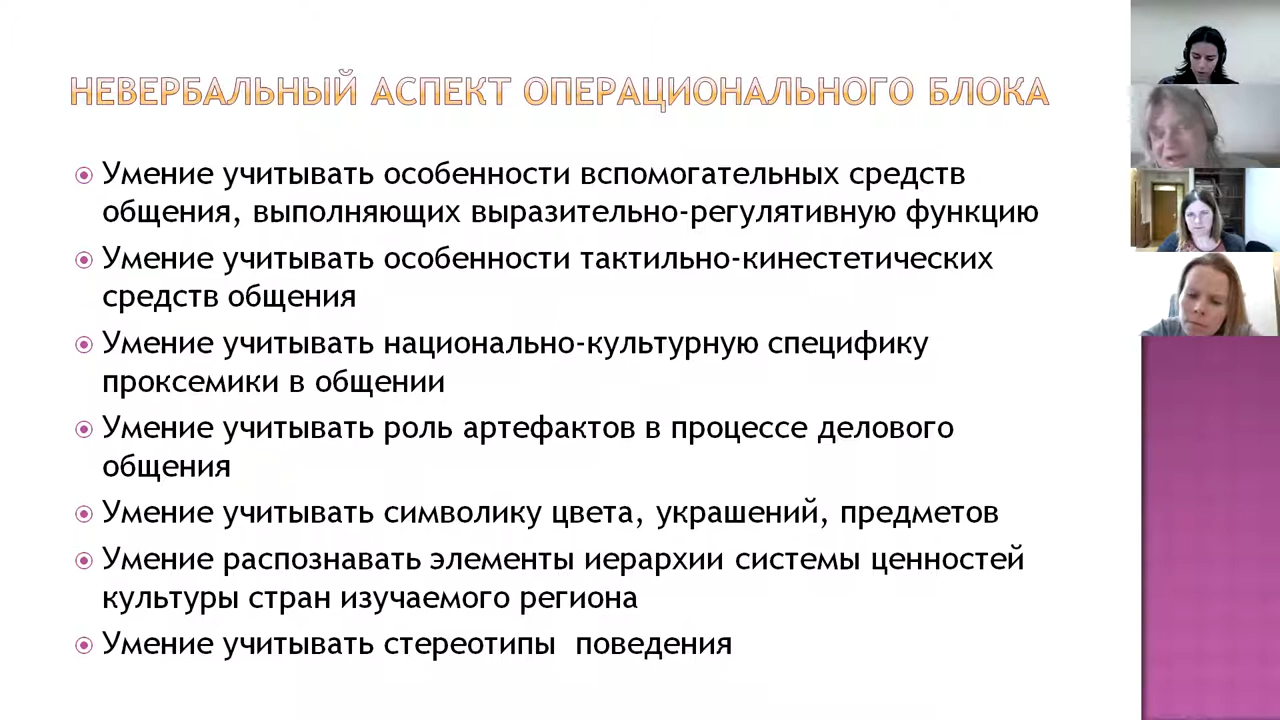 НЕВЕРБАЛЬНЫЙ АСПЕКТ ОПЕРАЦИОНАЛЬНОГО БЛОКА
Умение учитывать особенности вспомогательных средств
общения, выполняющих выразительно-регулятивную функцию
Умение учитывать особенности тактильно-кинестетических
средств общения
Умение учитывать национально-культурную специфику
проксемики в общении
Умение учитывать роль артефактов в процессе делового
общения
Умение учитывать символику цвета, украшений, предметов
Умение распознавать элементы иерархии системы ценностей
культуры стран изучаемого региона
Умение учитывать стереотипы  поведения